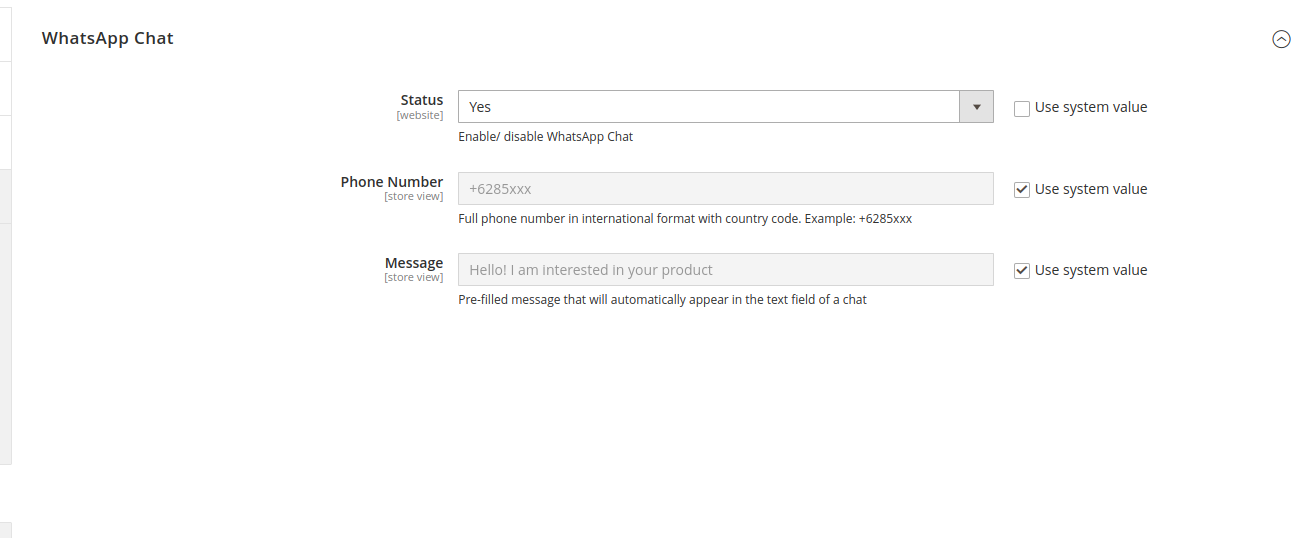 WhatsApp Chat
Status
[website]
Yes
Use system value
Enable/ disable WhatsApp Chat
Phone Number
[store view]
+6285xxx
Use system value
Full phone number in international format with country code. Example: +6285xxx
Message
[store view]
Hello! I am interested in your product
Use system value
Pre-filled message that will automatically appear in the text field of a chat